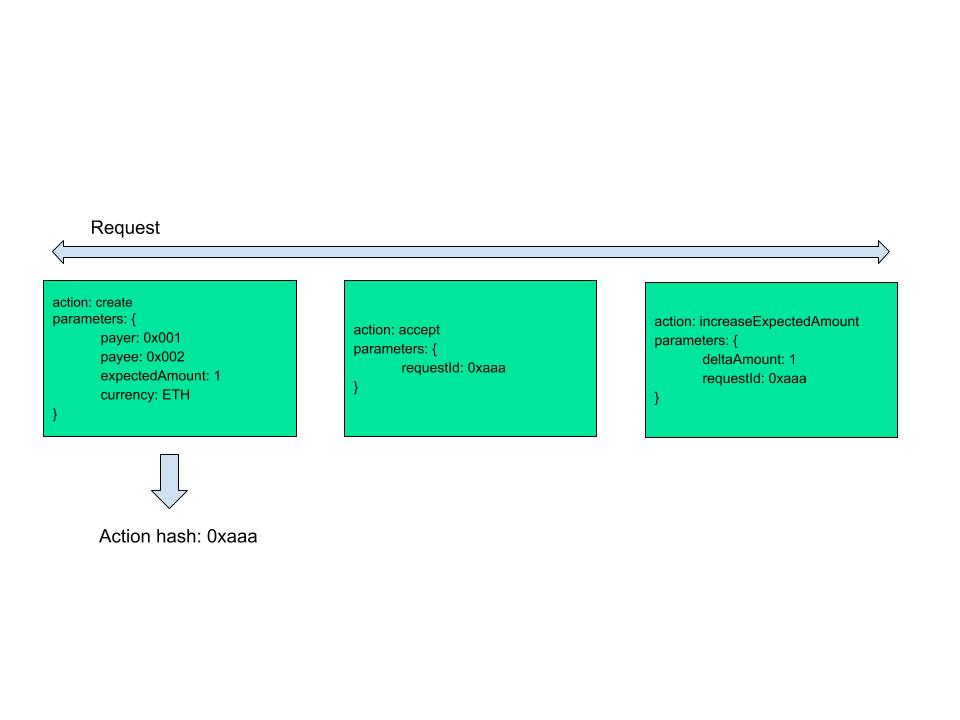 Request
action: create
parameters: {
payer: 0x001
payee: 0x002
expectedAmount: 1
currency: ETH
}
action: accept
parameters: {
requestId: 0xaaa
}
action: increaseExpectedAmount
parameters: {
deltaAmount: 1
requestId: 0xaaa
}
Action hash: 0xaaa